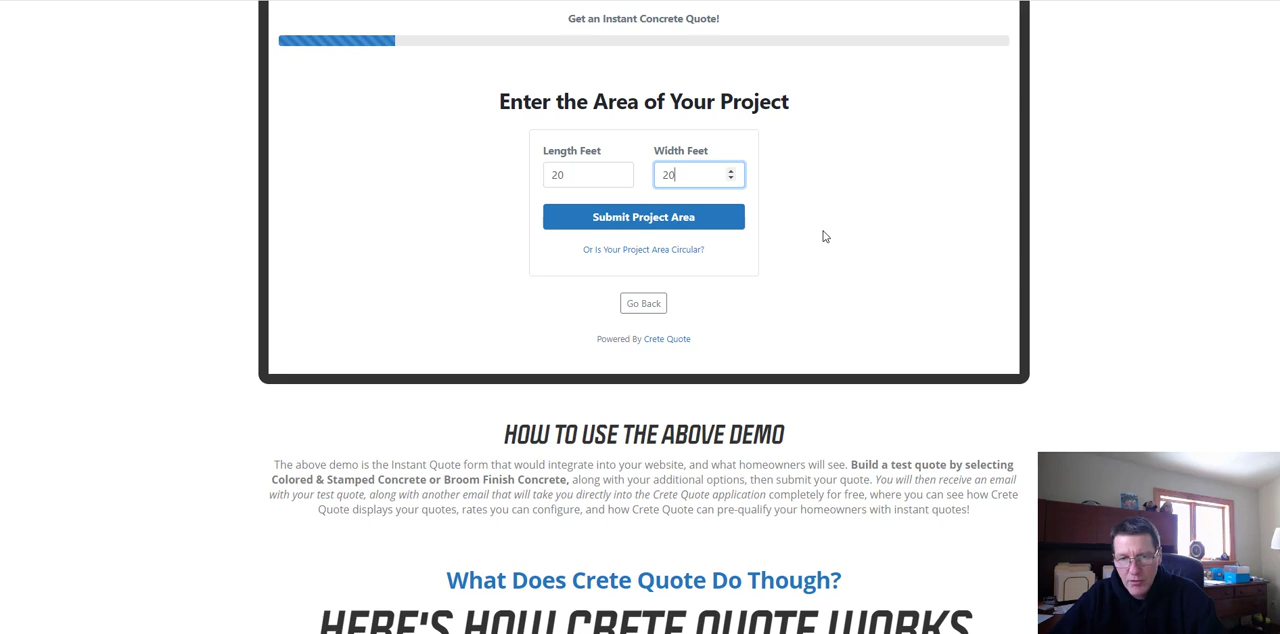 Get an Instant Concrete Quote!
Enter the Area of Your Project
Length Feet Width Feet
20 20
Submit Project Area
Or Is Your Project Area Circular?
Go Back
Powered By Crete Quote
HOW TO USE THE ABOVE DEMO
The above demo is the Instant Quote form that would integrate into your website, and what homeowners will see. Build a test quote by selecting
Colored & Stamped Concrete or Broom Finish Concrete, along with your additional options, then submit your quote. You will then receive an email
with your test quote, along with another email that will take you directly into the Crete Quote application completely for free, where you can see how Crete
Quote displays your quotes, rates you can configure, and how Crete Quote can pre-qualify your homeowners with instant quotes!
What Does Crete Quote Do Though?
HERE'S HOW CRETE QUOTE WORKS